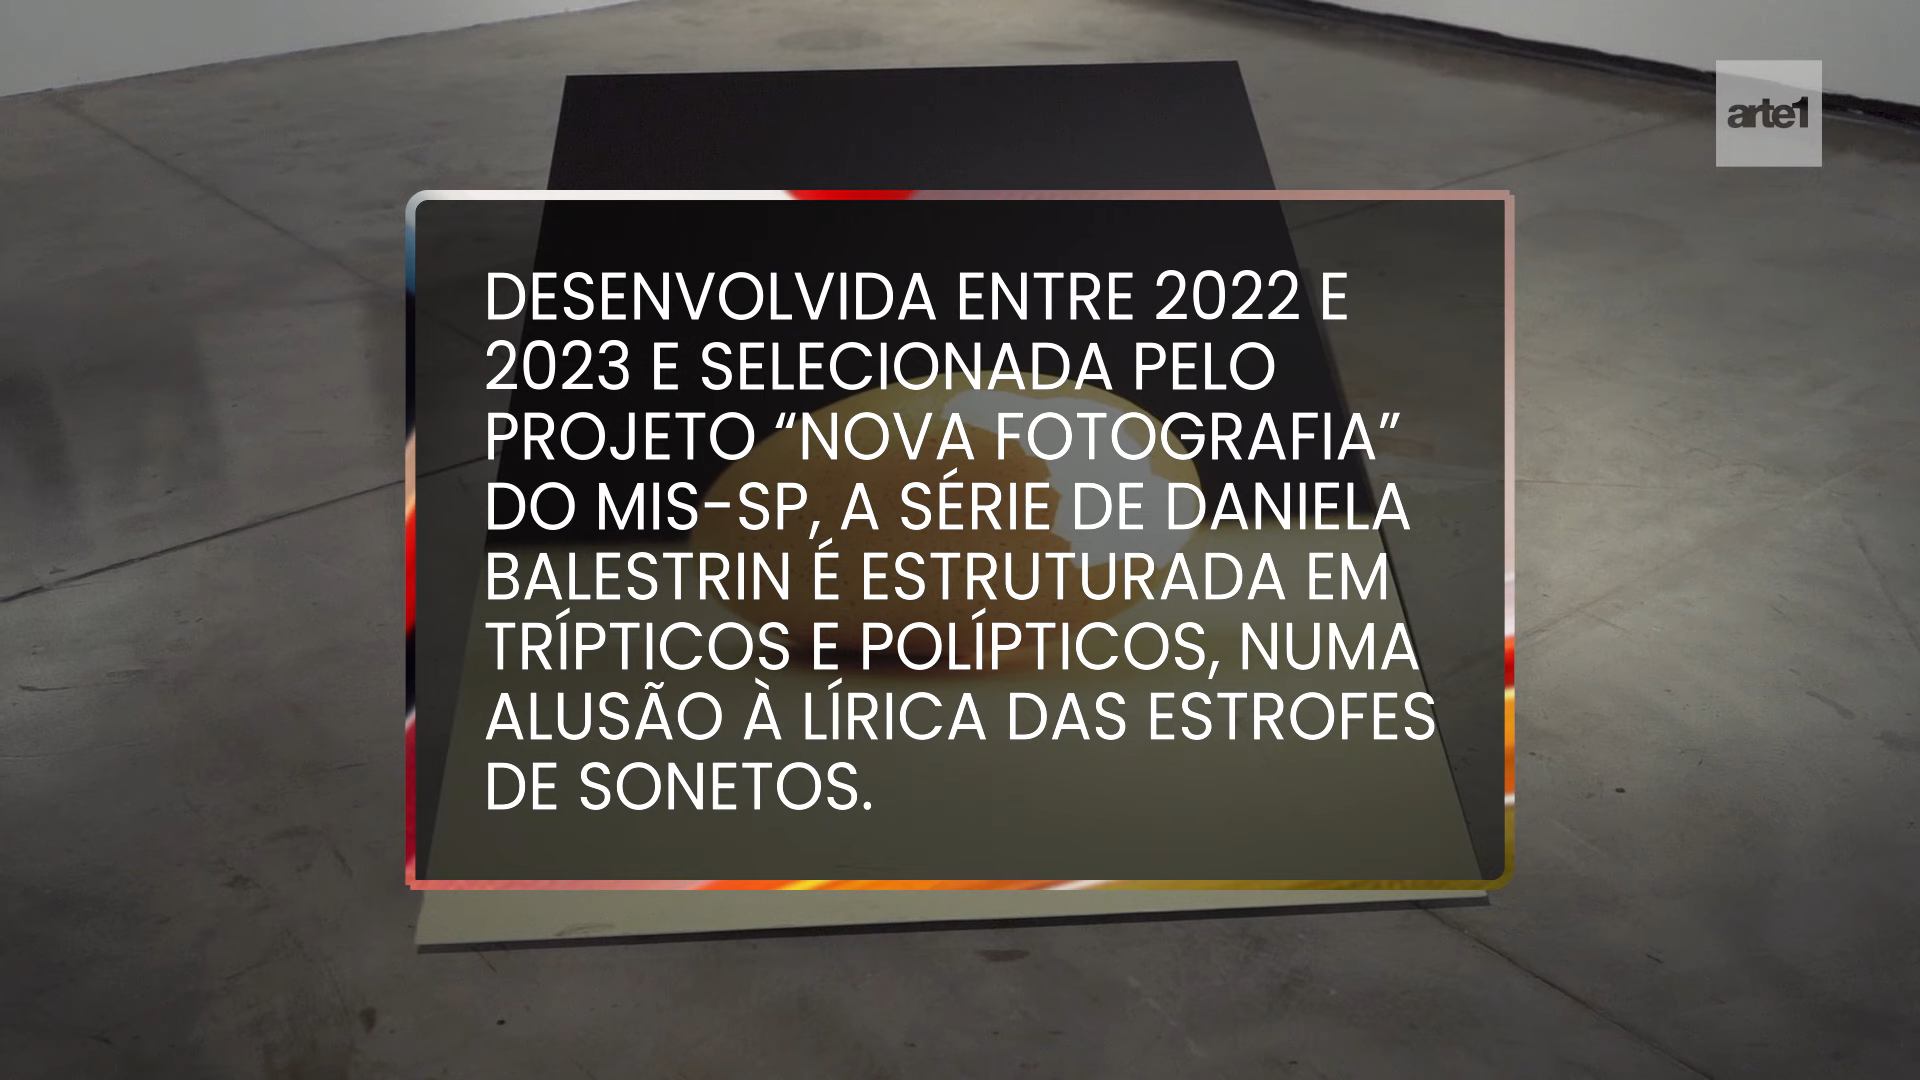 arte1
DESENVOLVIDA ENTRE 2022 E
2023 E SELECIONADA PELO
PROJETO “NOVA FOTOGRAFIA”
DO MIS-SP, A SÉRIE DE DANIELA
BALESTRIN É ESTRUTURADA EM
TRÍPTICOS E POLÍPTICOS, NUMA
ALUSÃO À LÍRICA DAS ESTROFES
DE SONETOS.